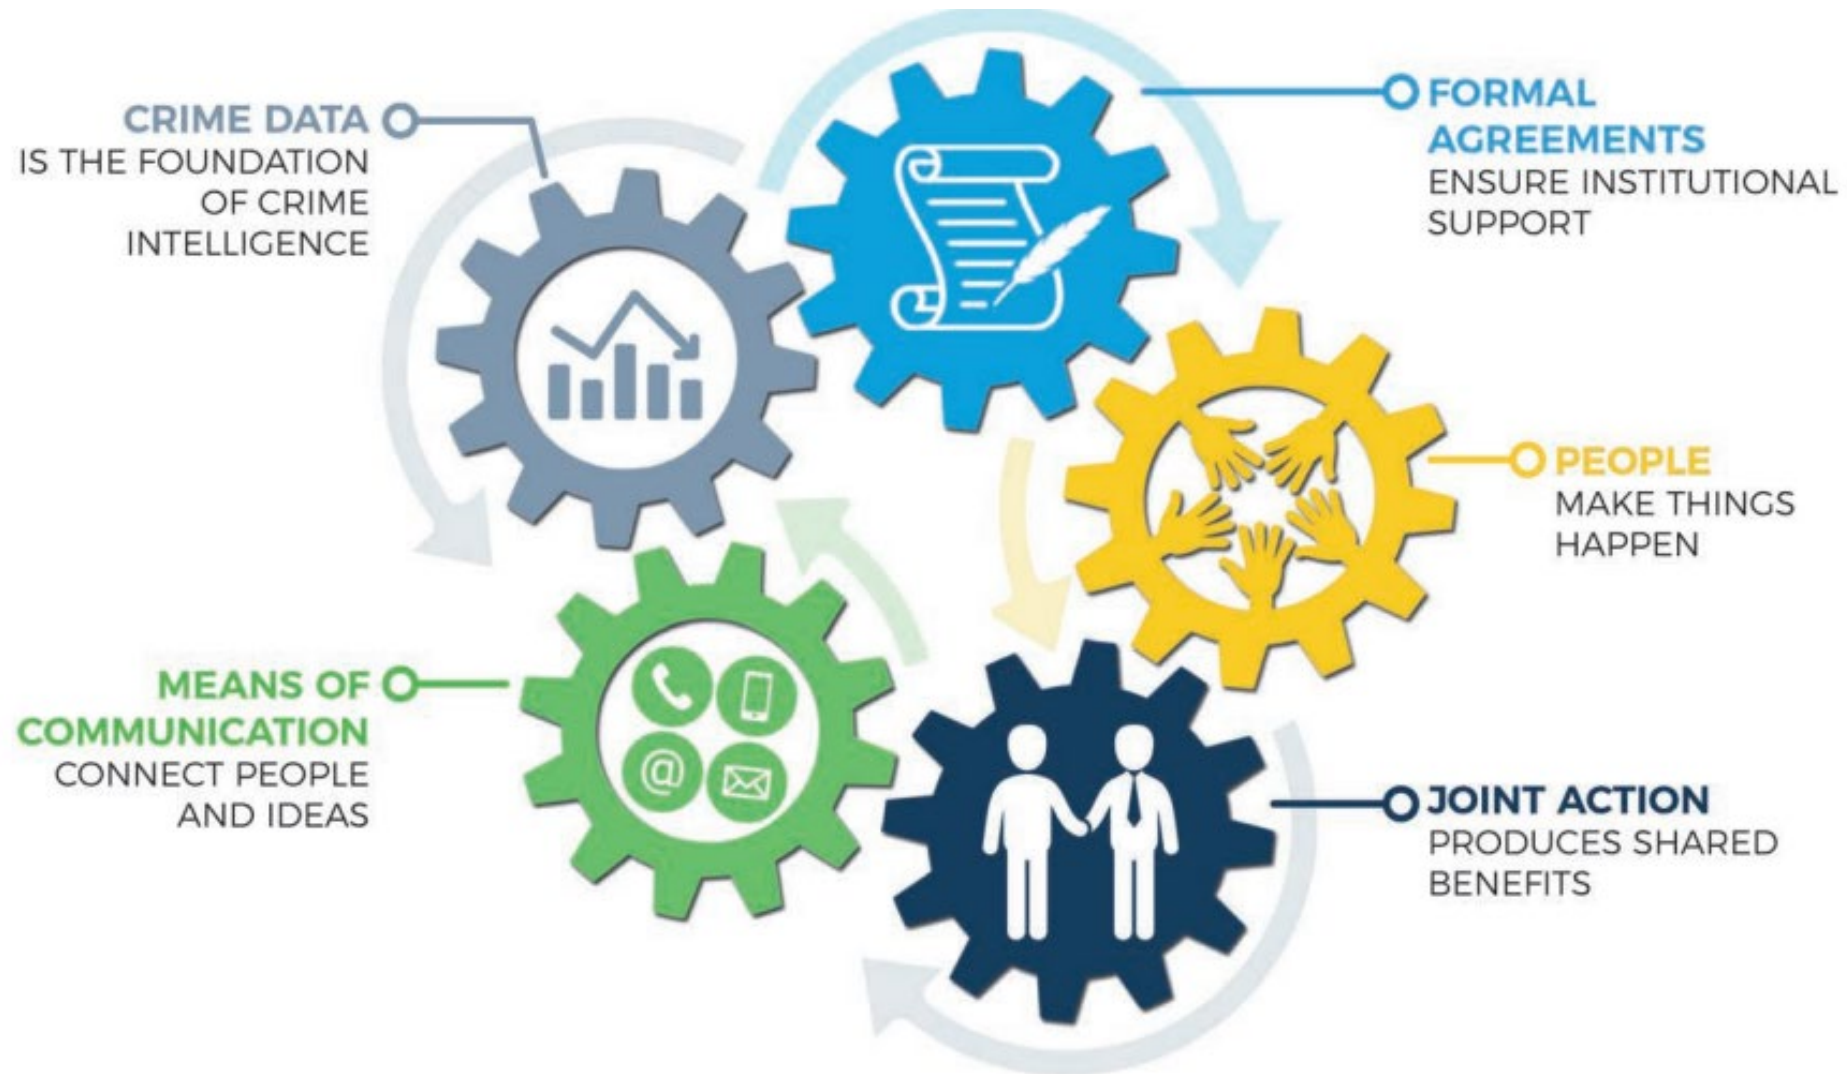 CRIME DATA
IS THE FOUNDATION
OF CRIME
INTELLIGENCE
FORMAL
AGREEMENTS
ENSURE INSTITUTIONAL
SUPPORT
PEOPLE
MAKE THINGS
HAPPEN
MEANS OF
COMMUNICATION
CONNECT PEOPLE
AND IDEAS
@
JOINT ACTION
PRODUCES SHARED
BENEFITS